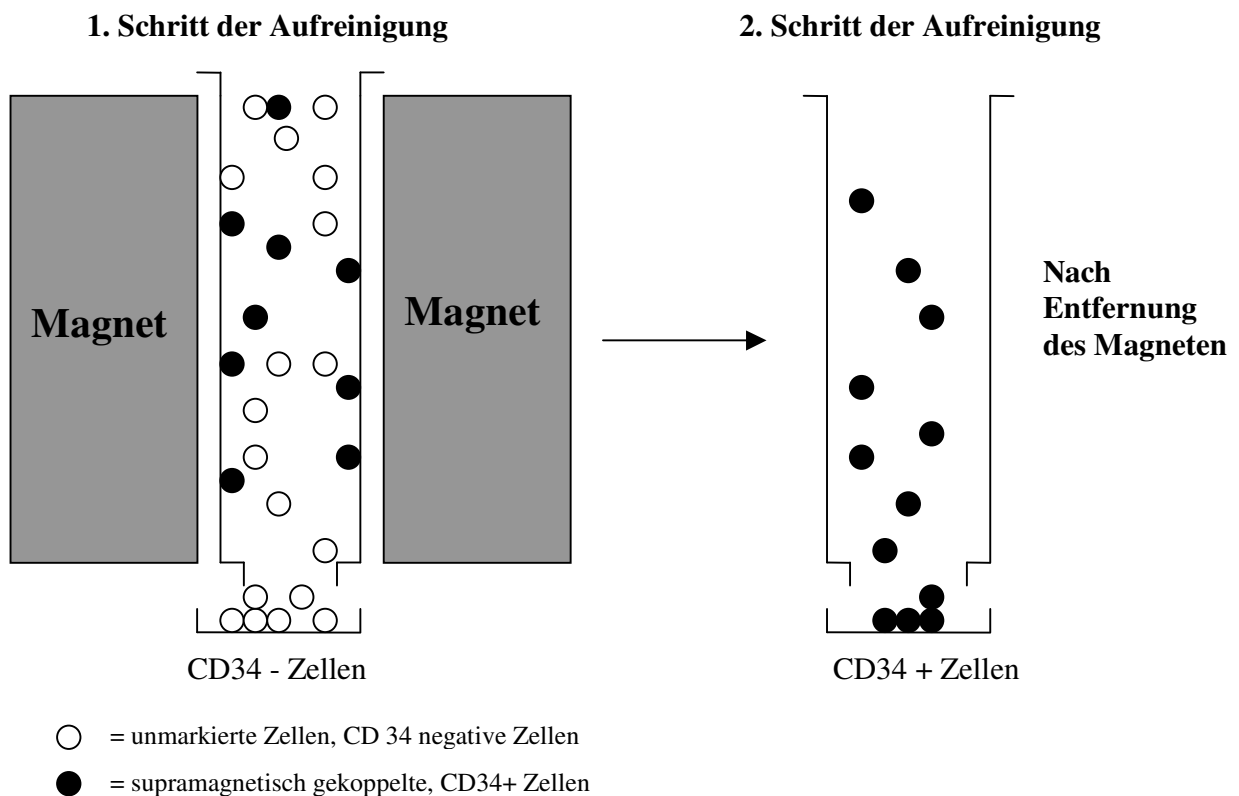 1. Schritt der Aufreinigung
2. Schritt der Aufreinigung
Magnet
Magnet
Nach
Entfernung
des Magneten
CD34 - Zellen
CD34 + Zellen
= unmarkierte Zellen, CD 34 negative Zellen
= supramagnetisch gekoppelte, CD34+ Zellen